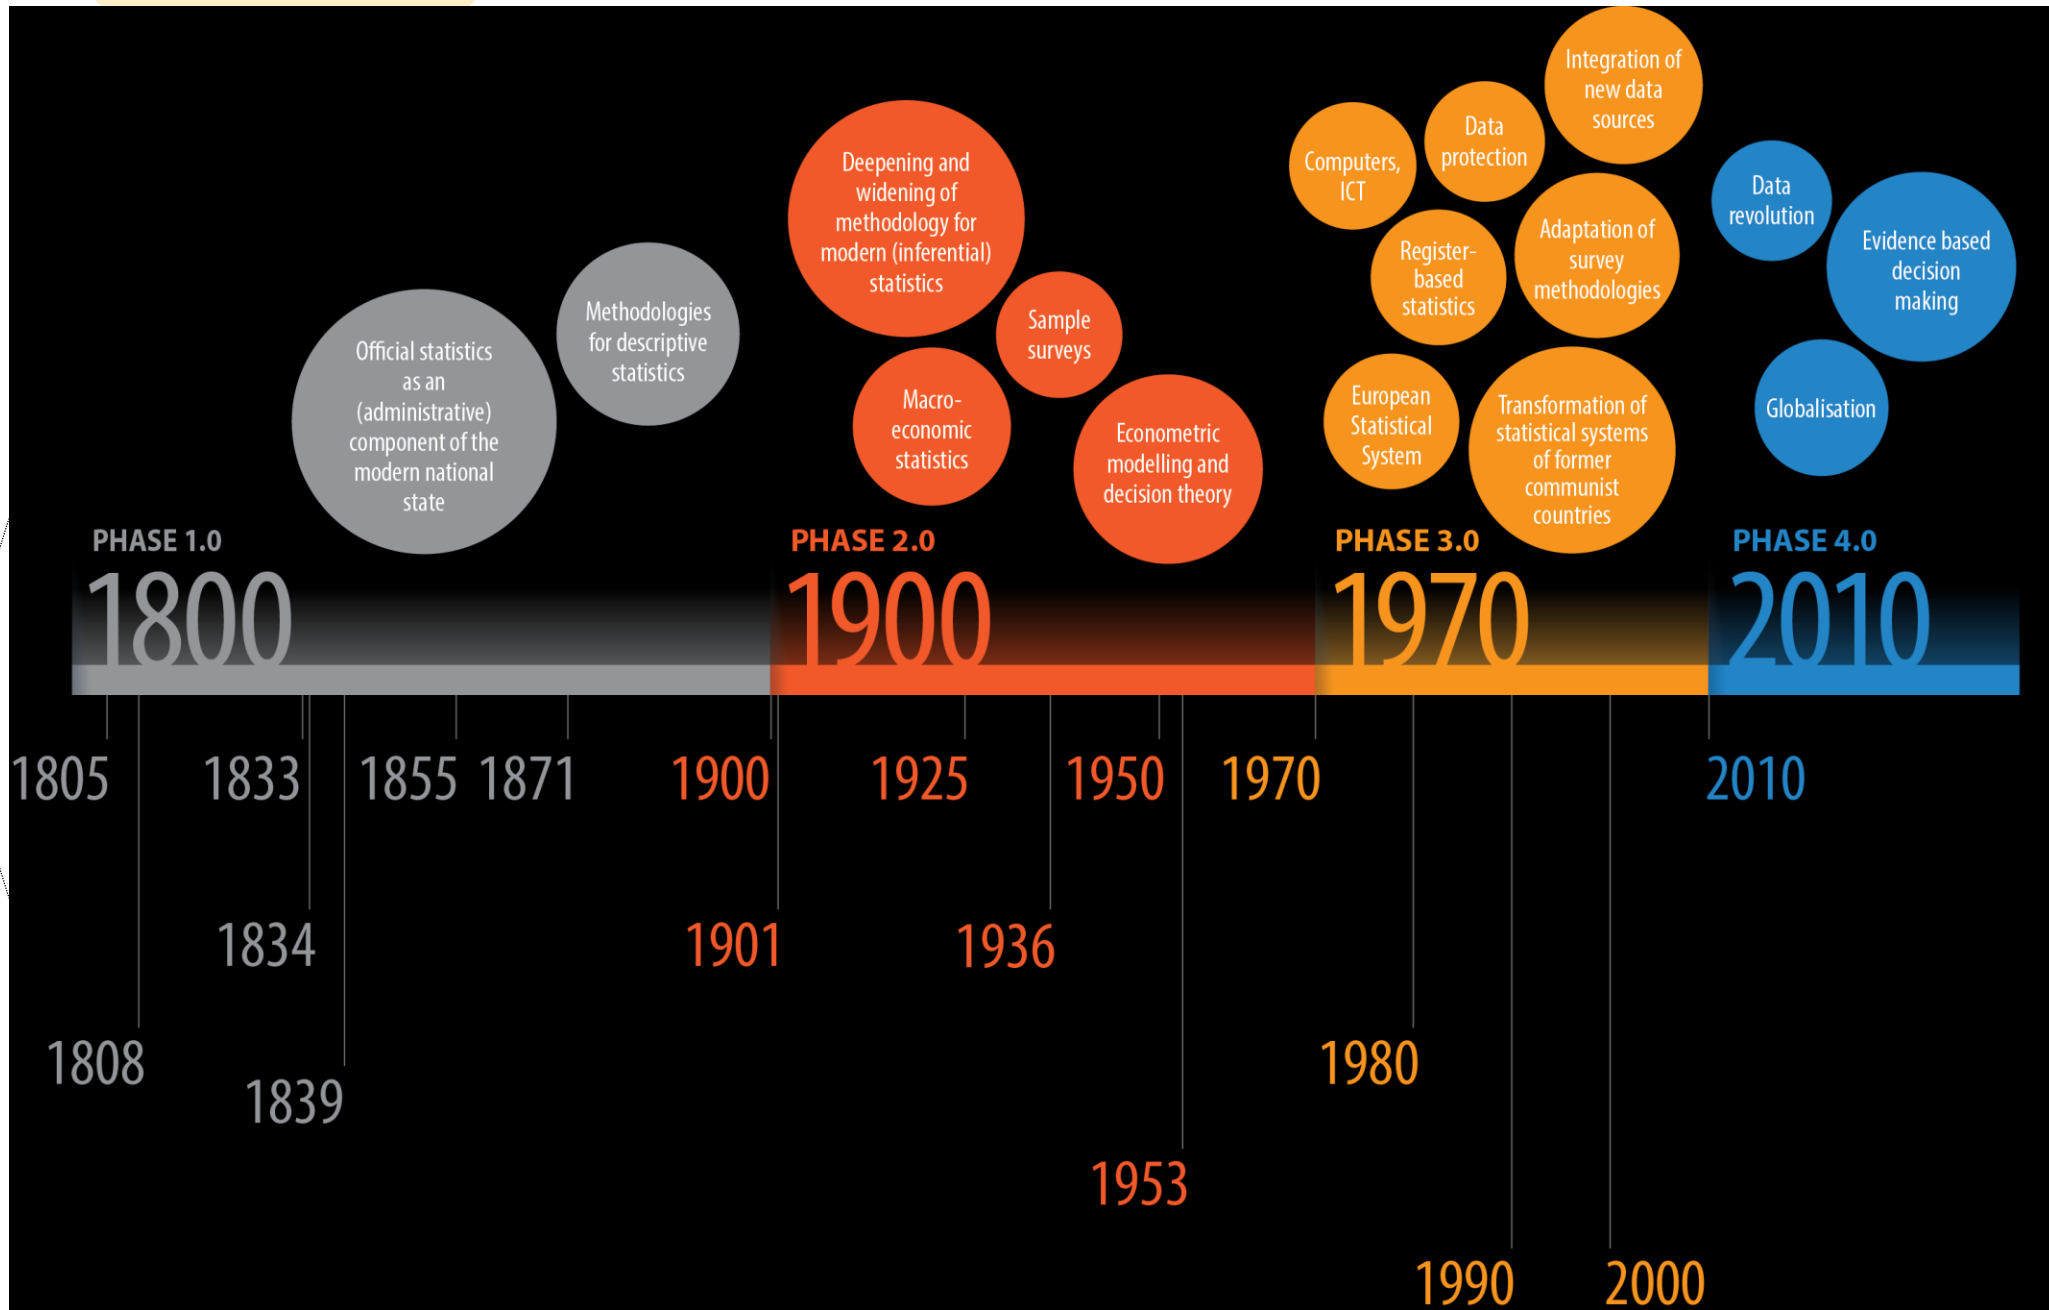 Official statistics
as an
(administrative)
component of the
modern national
state
Methodologies
for descriptive
statistics
Deepening and
widening of
methodology for
modern (inferential)
statistics
Sample
surveys
Macro-
economic
statistics
Econometric
modelling and
decision theory
Computers,
ICT
Data
protection
Integration of
new data
sources
Register-
based
statistics
Adaptation of
survey
methodologies
European
Statistical
System
Transformation of
statistical systems
of former
communist
countries
Data
revolution
Evidence based
decision
making
Globalisation
PHASE 1.0
1800
PHASE 2.0
1900
PHASE 3.0
1970
PHASE 4.0
2010
1805
1833
1855
1871
1900
1925
1950
1970
2010
1834
1901
1936
1808
1839
1980
1953
1990
2000